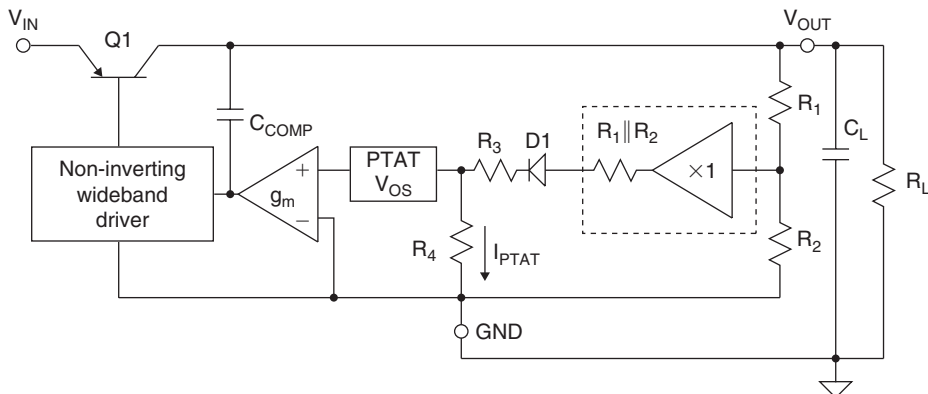 V_IN
Q1
V_OUT
C_COMP
R_1
C_L
R_L
R_1||R_2
D1
R_3
PTAT
V_OS
×1
Non-inverting
wideband
driver
+
g_m
−
R_4
I_PTAT
R_2
GND